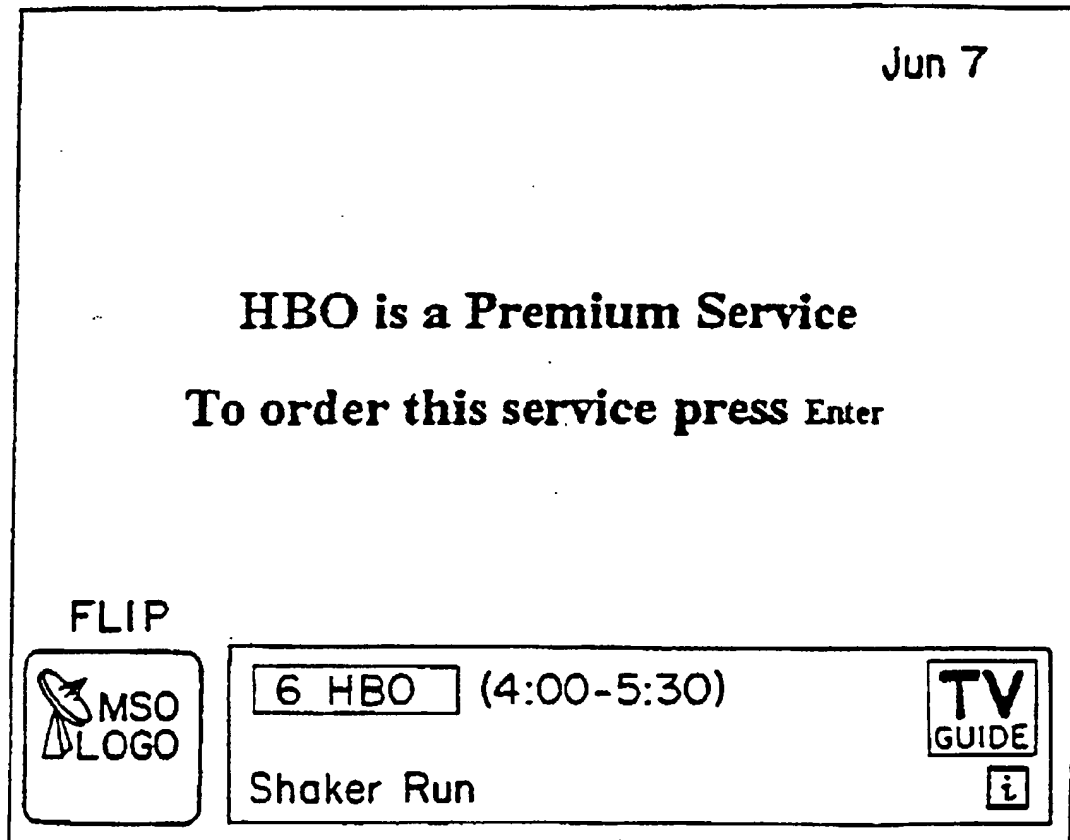 Jun 7
HBO is a Premium Service
To order this service press Enter
FLIP
MSO
LOGO
6 HBO (4:00-5:30)
Shaker Run
TV
GUIDE
i